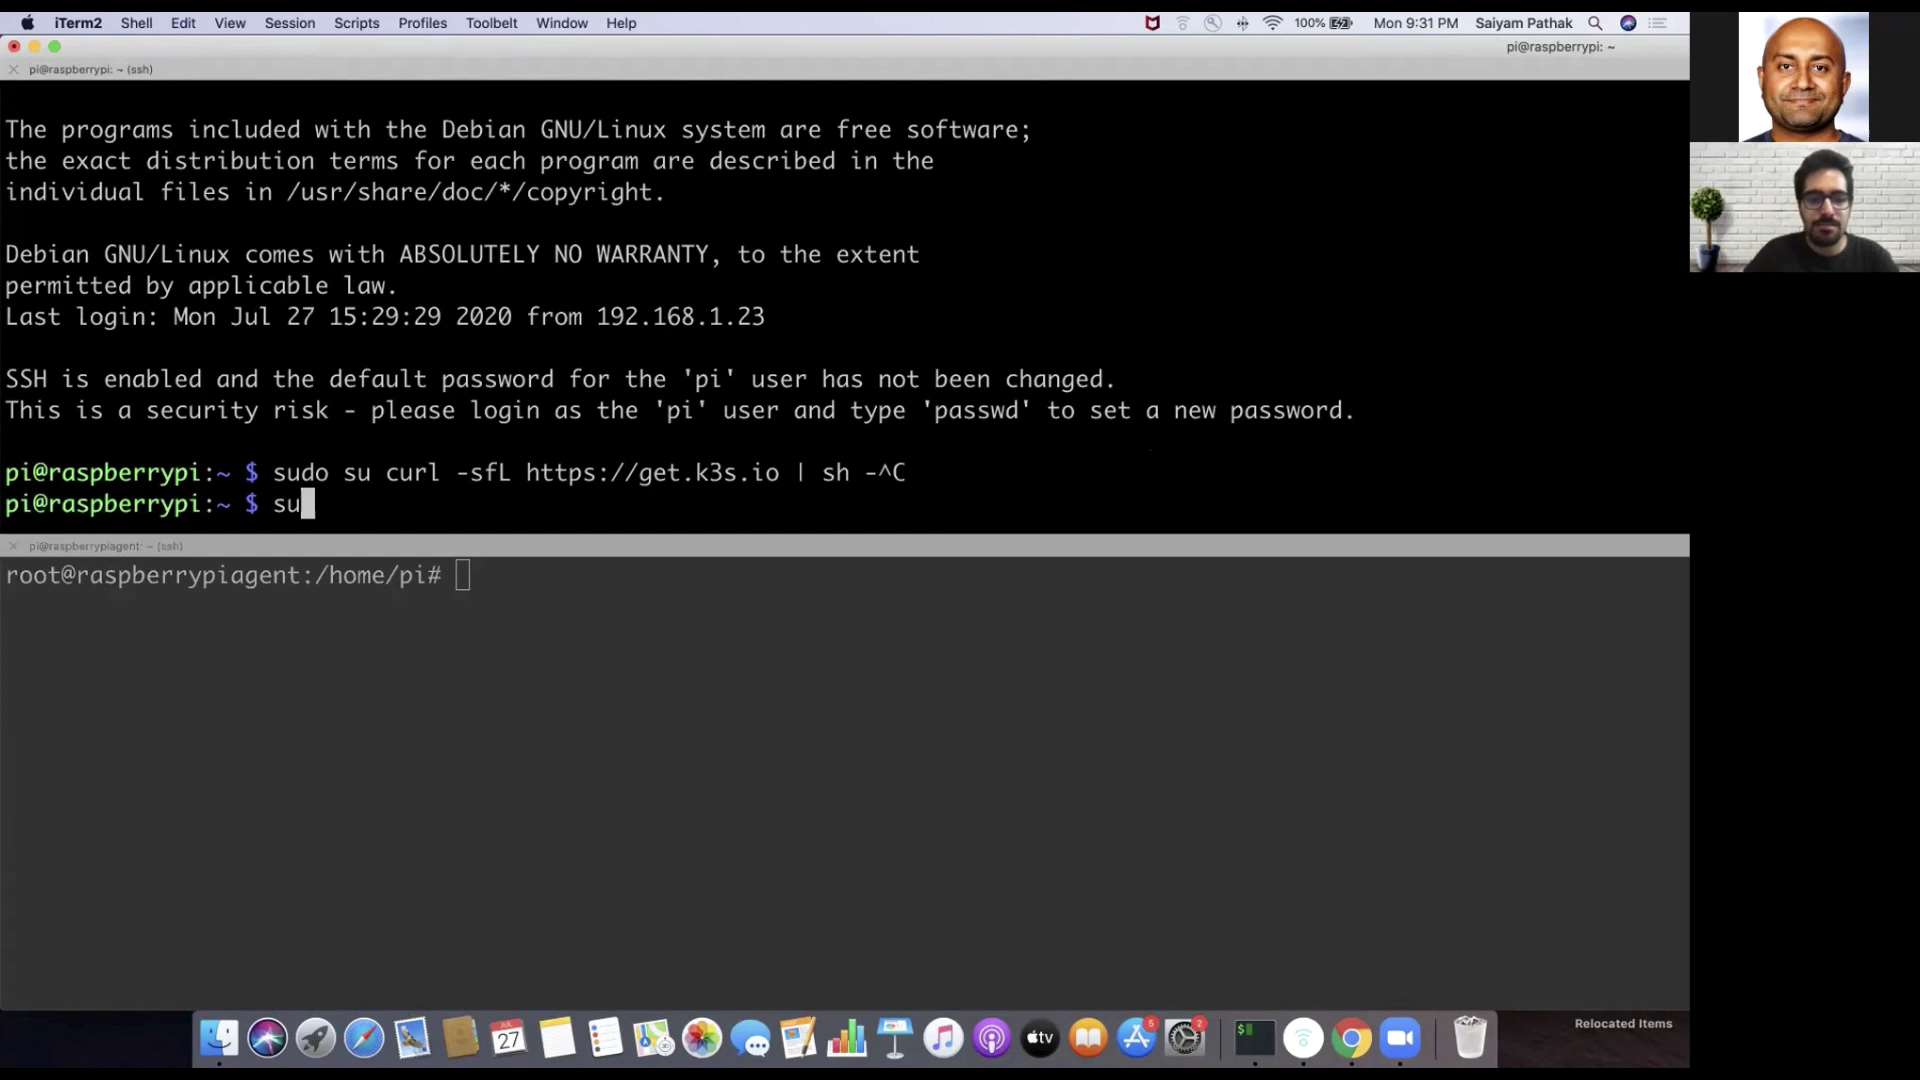 iTerm2 Shell Edit View Session Scripts Profiles Toolbelt Window Help 100% Mon 9:31 PM Saiyam Pathak
pi@raspberrypi: ~
pi@raspberrypi: ~ (ssh)
The programs included with the Debian GNU/Linux system are free software;
the exact distribution terms for each program are described in the
individual files in /usr/share/doc/*/copyright.
Debian GNU/Linux comes with ABSOLUTELY NO WARRANTY, to the extent
permitted by applicable law.
Last login: Mon Jul 27 15:29:29 2020 from 192.168.1.23
SSH is enabled and the default password for the 'pi' user has not been changed.
This is a security risk - please login as the 'pi' user and type 'passwd' to set a new password.
pi@raspberrypi:~ $ sudo su curl -sfL https://get.k3s.io | sh -^C
pi@raspberrypi:~ $ su
pi@raspberrypiagent: ~ (ssh)
root@raspberrypiagent:/home/pi#
JUL
27
tv
5
2
$
Relocated Items